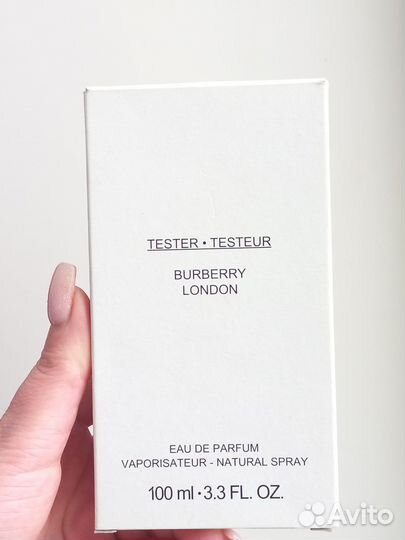 TESTER • TESTEUR
BURBERRY
LONDON
EAU DE PARFUM
VAPORISATEUR - NATURAL SPRAY
100 ml • 3.3 FL. OZ.
Avito